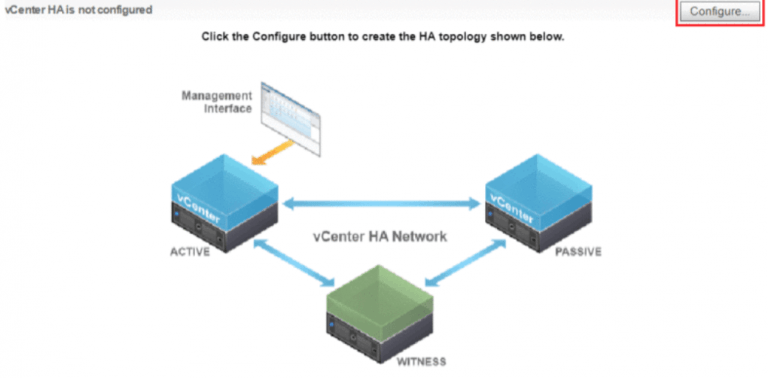 vCenter HA is not configured
Configure...
Click the Configure button to create the HA topology shown below.
Management
Interface
vCenter
vCenter
vCenter HA Network
ACTIVE
PASSIVE
WITNESS